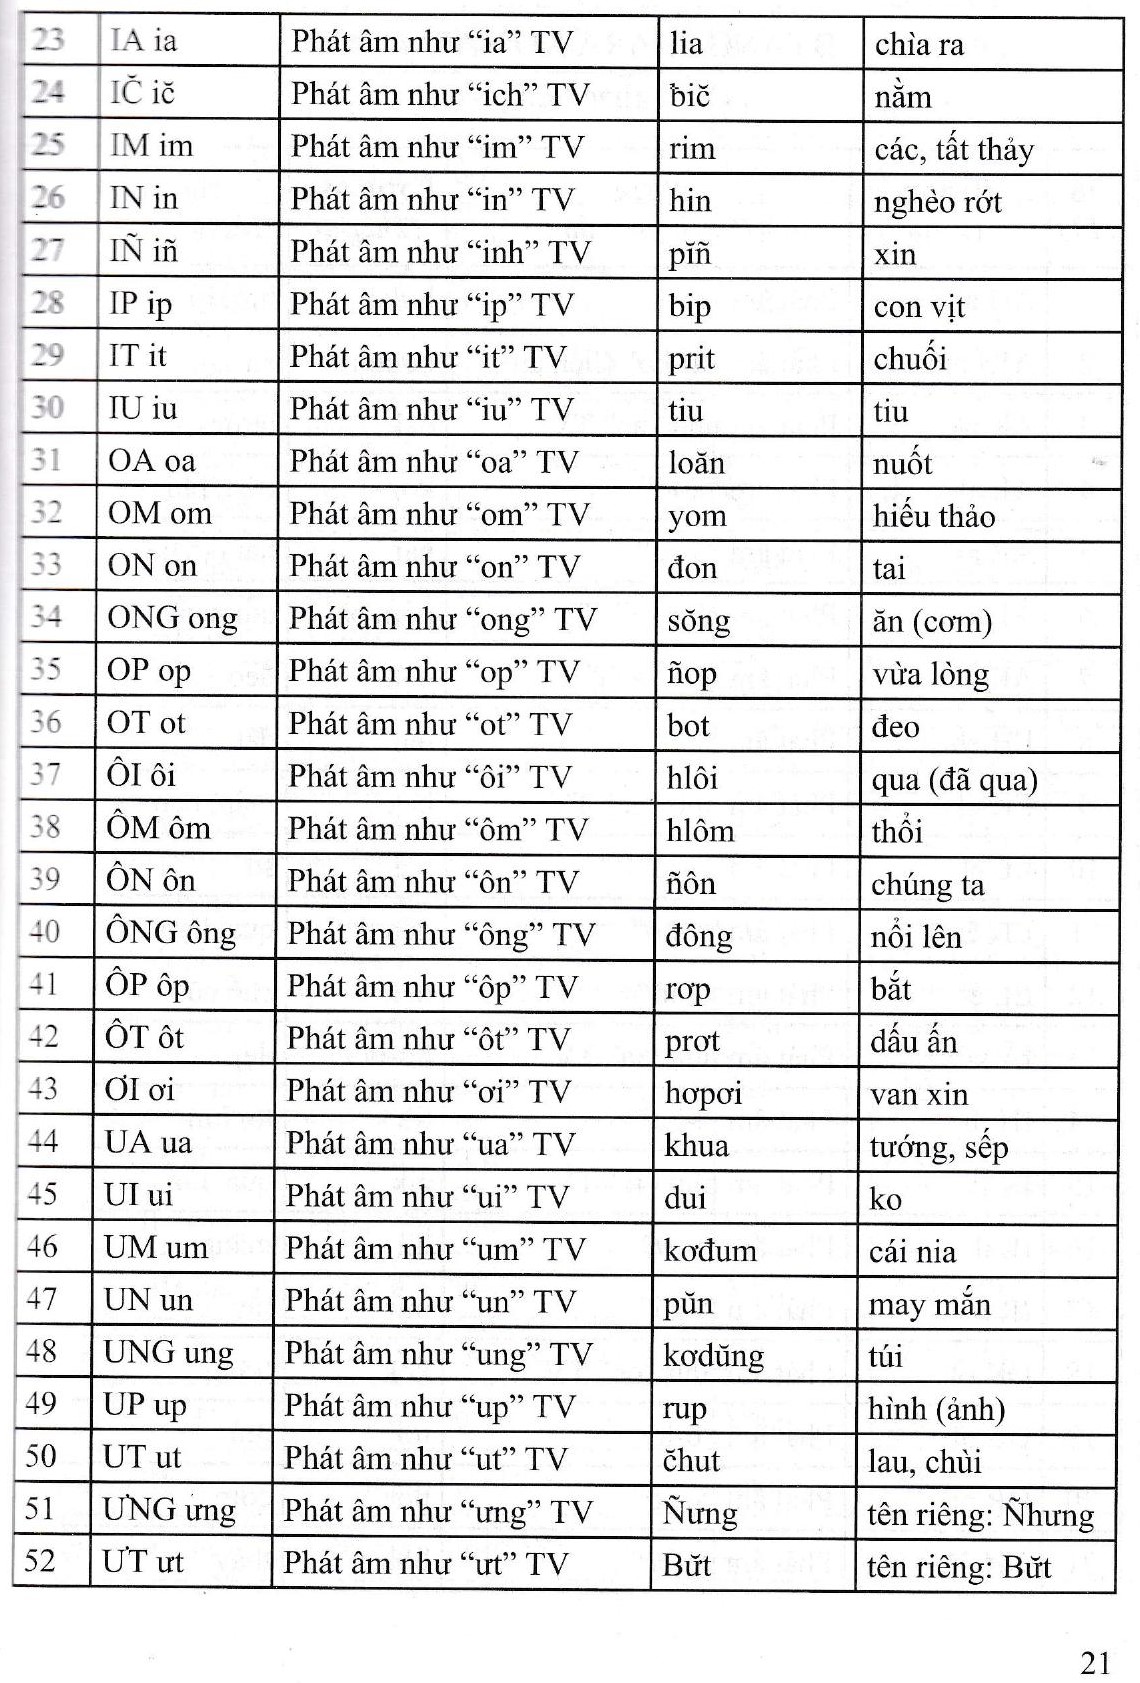 23 IA ia Phát âm như “ia” TV lia chìa ra
24 IČ ič Phát âm như “ich” TV ƀič nằm
25 IM im Phát âm như “im” TV rim các, tất thảy
26 IN in Phát âm như “in” TV hin nghèo rớt
27 IÑ iñ Phát âm như “inh” TV pĭñ xin
28 IP ip Phát âm như “ip” TV bip con vịt
29 IT it Phát âm như “it” TV prit chuối
30 IU iu Phát âm như “iu” TV tiu tiu
31 OA oa Phát âm như “oa” TV loăn nuốt
32 OM om Phát âm như “om” TV yom hiếu thảo
33 ON on Phát âm như “on” TV đon tai
34 ONG ong Phát âm như “ong” TV sŏng ăn (cơm)
35 OP op Phát âm như “op” TV ñop vừa lòng
36 OT ot Phát âm như “ot” TV bot đeo
37 ÔI ôi Phát âm như “ôi” TV hlôi qua (đã qua)
38 ÔM ôm Phát âm như “ôm” TV hlôm thổi
39 ÔN ôn Phát âm như “ôn” TV ñôn chúng ta
40 ÔNG ông Phát âm như “ông” TV đông nổi lên
41 ÔP ôp Phát âm như “ôp” TV rơp bắt
42 ÔT ôt Phát âm như “ôt” TV prơt dấu ấn
43 ƠI ơi Phát âm như “ơi” TV hơpơi van xin
44 UA ua Phát âm như “ua” TV khua tướng, sếp
45 UI ui Phát âm như “ui” TV dui ko
46 UM um Phát âm như “um” TV kơđum cái nia
47 UN un Phát âm như “un” TV pŭn may mắn
48 UNG ung Phát âm như “ung” TV kơdŭng túi
49 UP up Phát âm như “up” TV rup hình (ảnh)
50 UT ut Phát âm như “ut” TV čhut lau, chùi
51 ƯNG ưng Phát âm như “ưng” TV Ñưng tên riêng: Ñhưng
52 ƯT ưt Phát âm như “ưt” TV Bư̆t tên riêng: Bư̆t
21